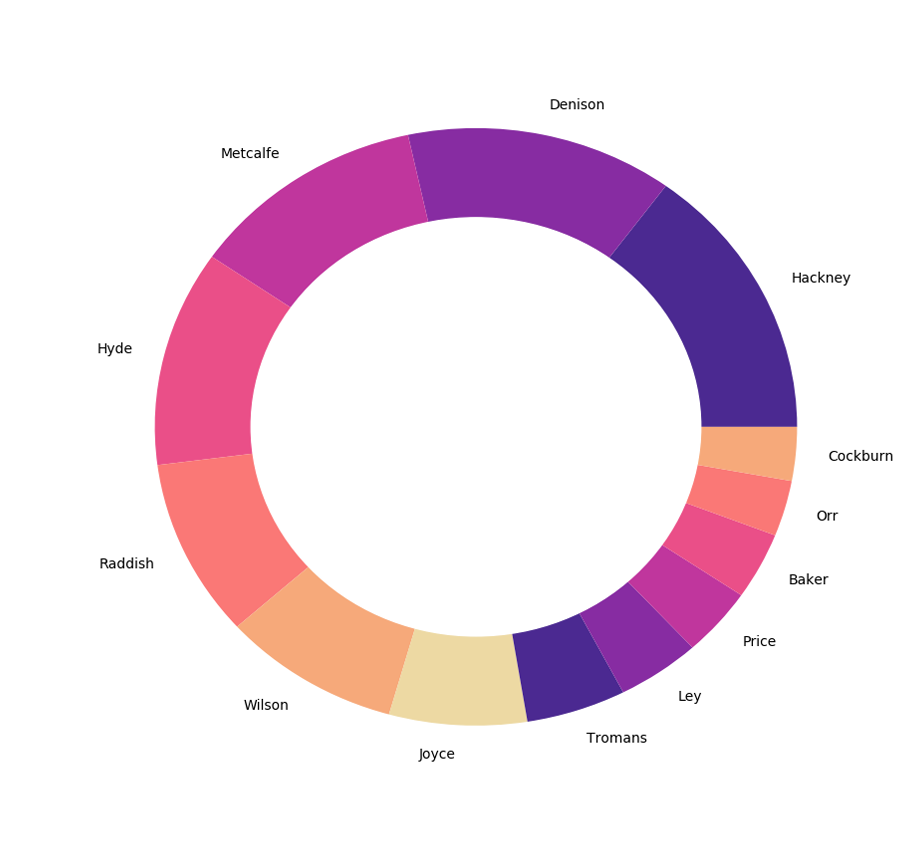 Denison
Metcalfe
Hackney
Hyde
Cockburn
Orr
Raddish
Baker
Price
Ley
Wilson
Tromans
Joyce